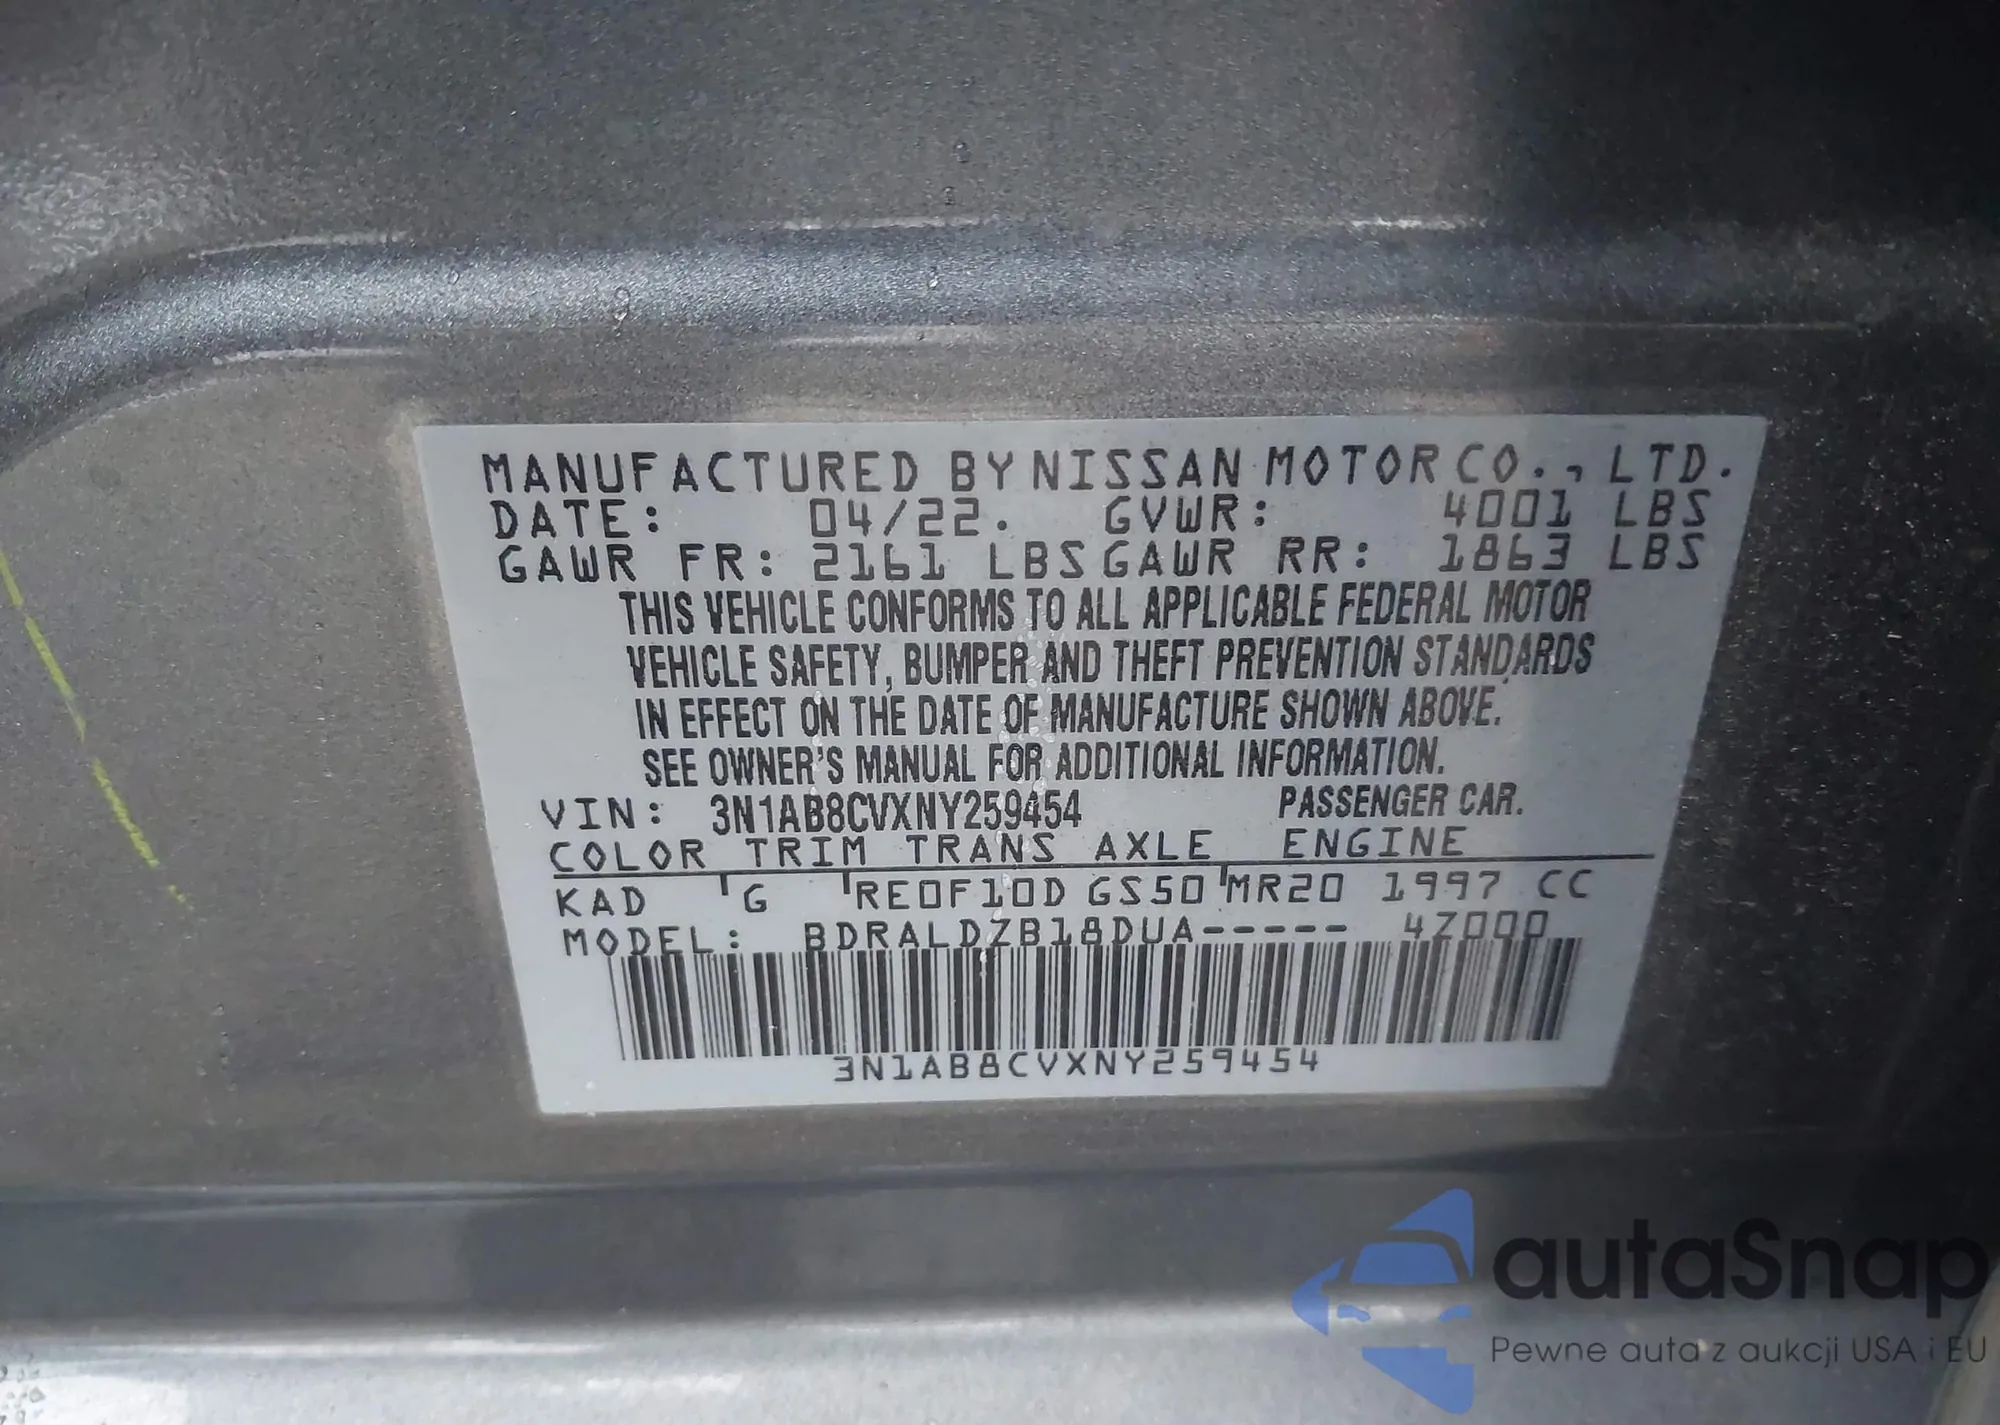 MANUFACTURED BY NISSAN MOTOR CO., LTD.
DATE: 04/22. GVWR: 4001 LBS
GAWR FR: 2161 LBS GAWR RR: 1863 LBS
THIS VEHICLE CONFORMS TO ALL APPLICABLE FEDERAL MOTOR
VEHICLE SAFETY, BUMPER AND THEFT PREVENTION STANDARDS
IN EFFECT ON THE DATE OF MANUFACTURE SHOWN ABOVE.
SEE OWNER'S MANUAL FOR ADDITIONAL INFORMATION.
VIN: 3N1AB8CVXNY259454 PASSENGER CAR.
COLOR TRIM TRANS AXLE ENGINE
KAD G RE0F10D GS50 MR20 1997 CC
MODEL: BDRALDZB18DUA----- 4Z000
3N1AB8CVXNY259454
autaSnap
Pewne auta z aukcji USA i EU